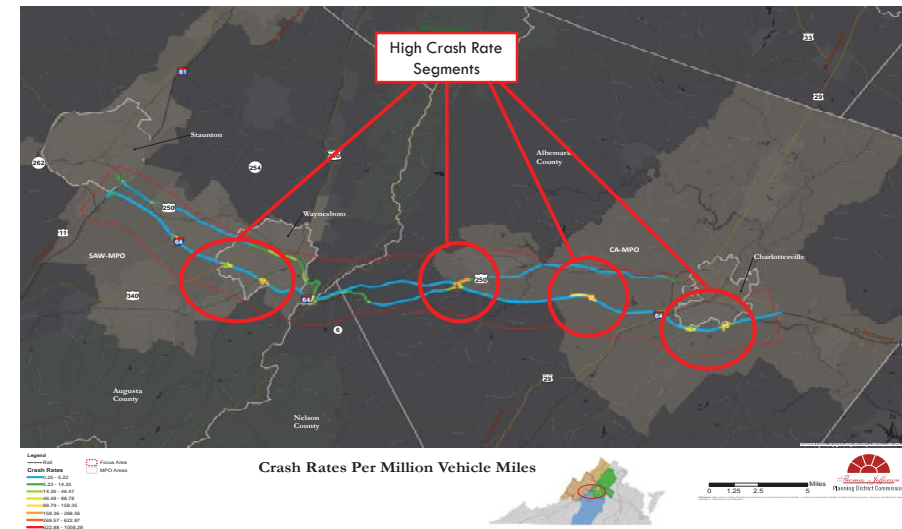 High Crash Rate
Segments
81
33
29
Staunton
262
254
Albemarle
County
250
Waynesboro
11
64
SAW-MPO
CA-MPO
Charlottesville
250
340
64
64
6
29
Augusta
County
Nelson
County
Legend
Rail
Focus Area
MPO Areas
Crash Rates
0.25 - 5.22
5.23 - 14.35
14.36 - 46.47
46.48 - 88.78
88.79 - 158.35
158.36 - 268.56
268.57 - 622.87
622.88 - 1008.28
Crash Rates Per Million Vehicle Miles
0 1.25 2.5 5 Miles
Thomas Jefferson
Planning District Commission